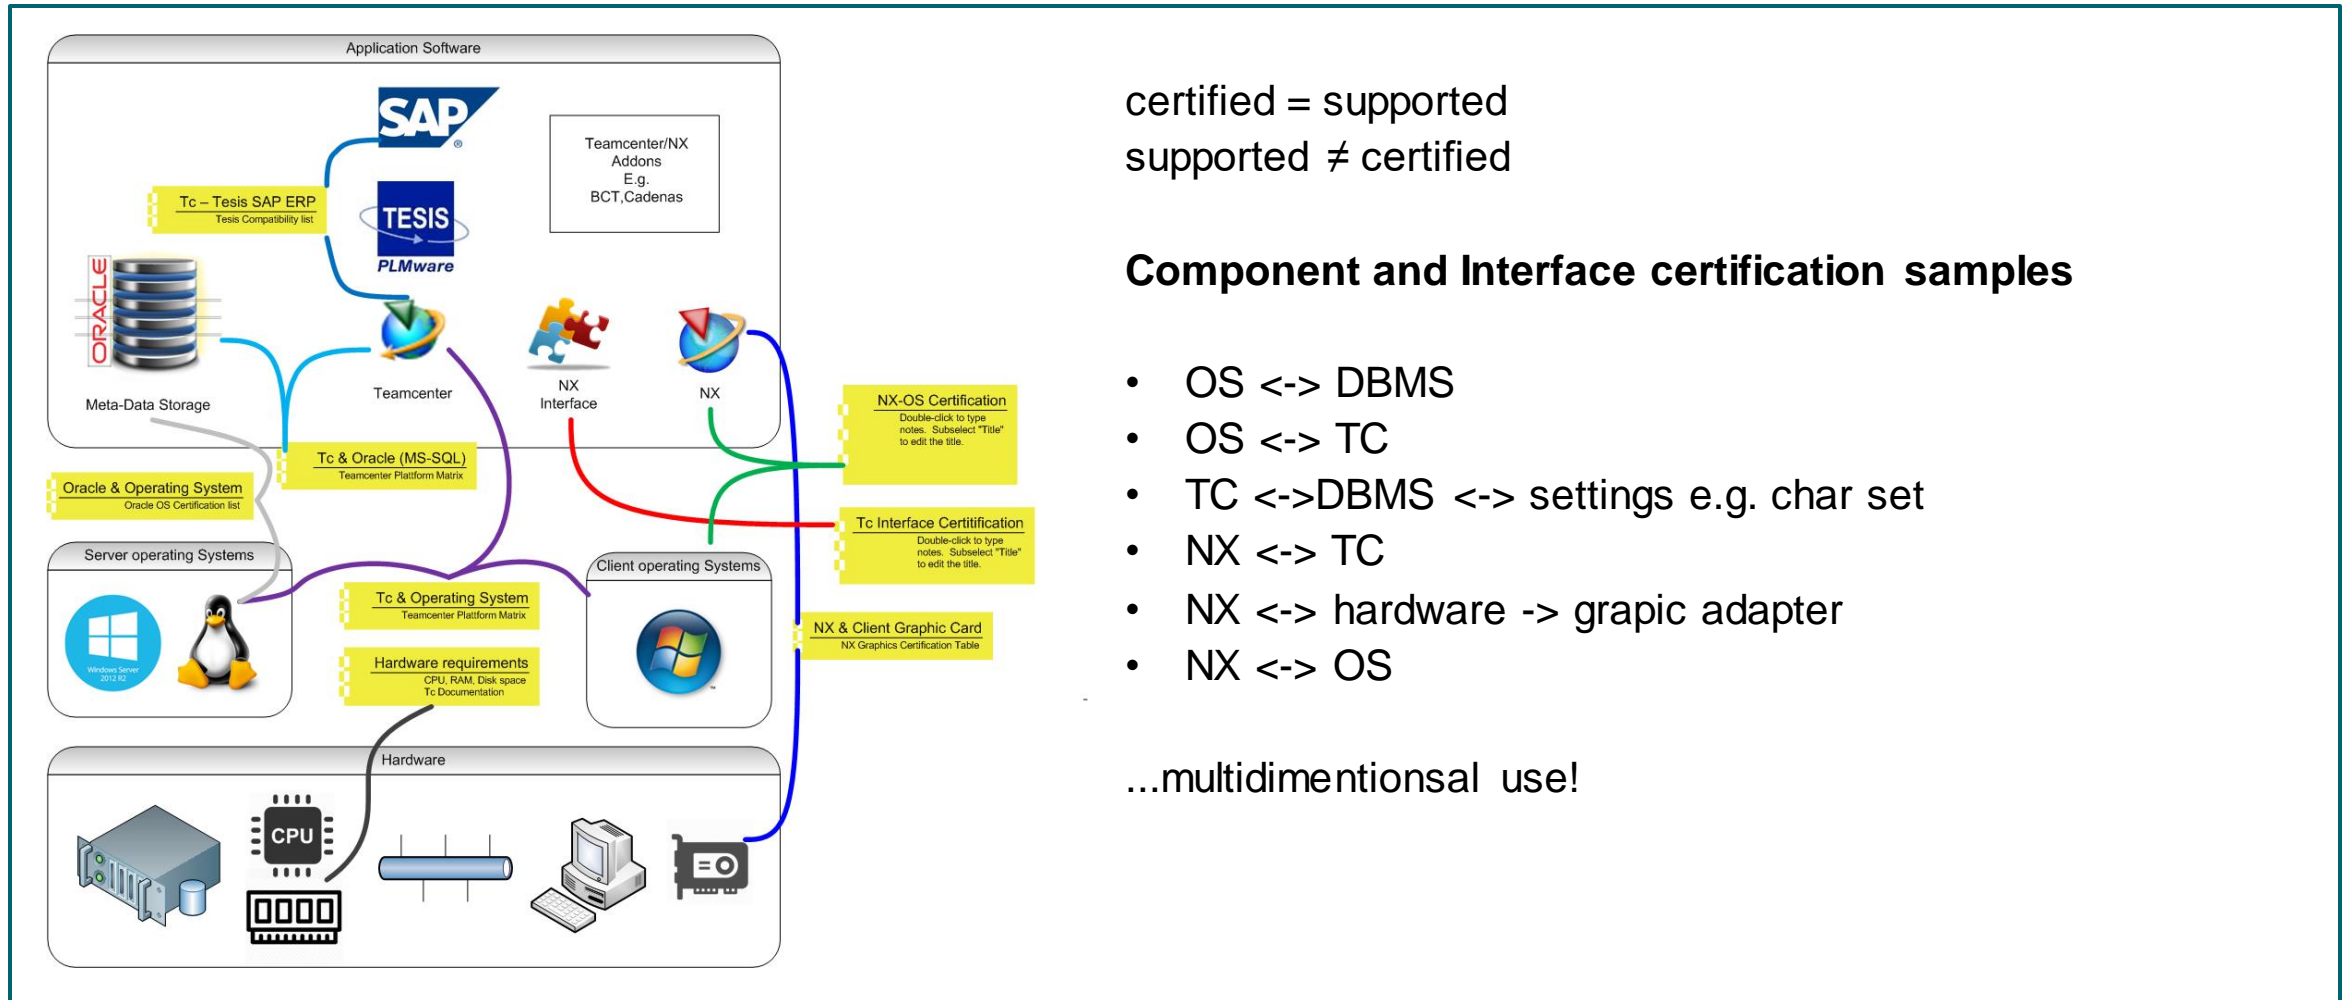 Application Software
SAP
®
Teamcenter/NX
Addons
E.g.
BCT,Cadenas
Tc – Tesis SAP ERP
Tesis Compatibility list
TESIS
PLMware
ORACLE
Meta-Data Storage
Teamcenter
NX
Interface
NX
NX-OS Certification
Double-click to type
notes. Subselect "Title"
to edit the title.
Tc & Oracle (MS-SQL)
Teamcenter Plattform Matrix
Oracle & Operating System
Oracle OS Certification list
Tc Interface Certitification
Double-click to type
notes. Subselect "Title"
to edit the title.
Server operating Systems
Windows Server
2012 R2
Client operating Systems
™
Tc & Operating System
Teamcenter Plattform Matrix
NX & Client Graphic Card
NX Graphics Certification Table
Hardware requirements
CPU, RAM, Disk space
Tc Documentation
Hardware
CPU
certified = supported
supported ≠ certified
Component and Interface certification samples
• OS <-> DBMS
• OS <-> TC
• TC <->DBMS <-> settings e.g. char set
• NX <-> TC
• NX <-> hardware -> grapic adapter
• NX <-> OS
-
...multidimentionsal use!